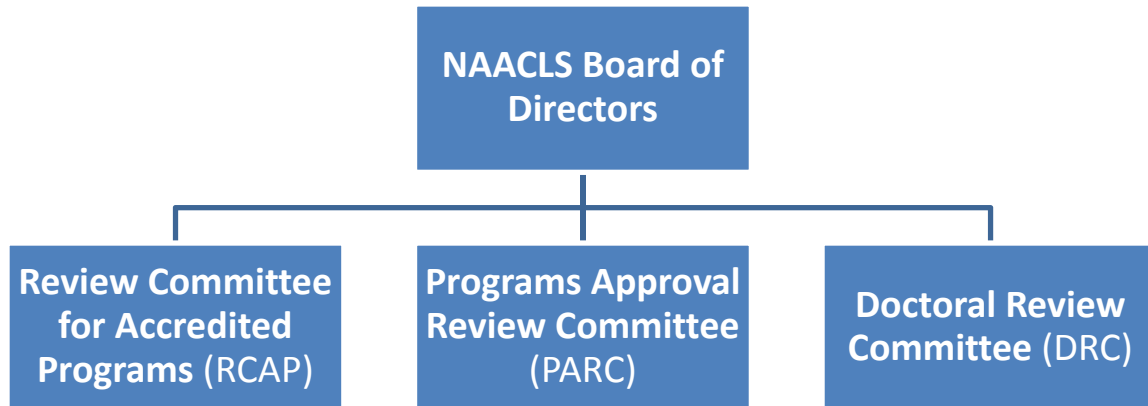 NAACLS Board of
Directors
Review Committee
for Accredited
Programs (RCAP)
Programs Approval
Review Committee
(PARC)
Doctoral Review
Committee (DRC)